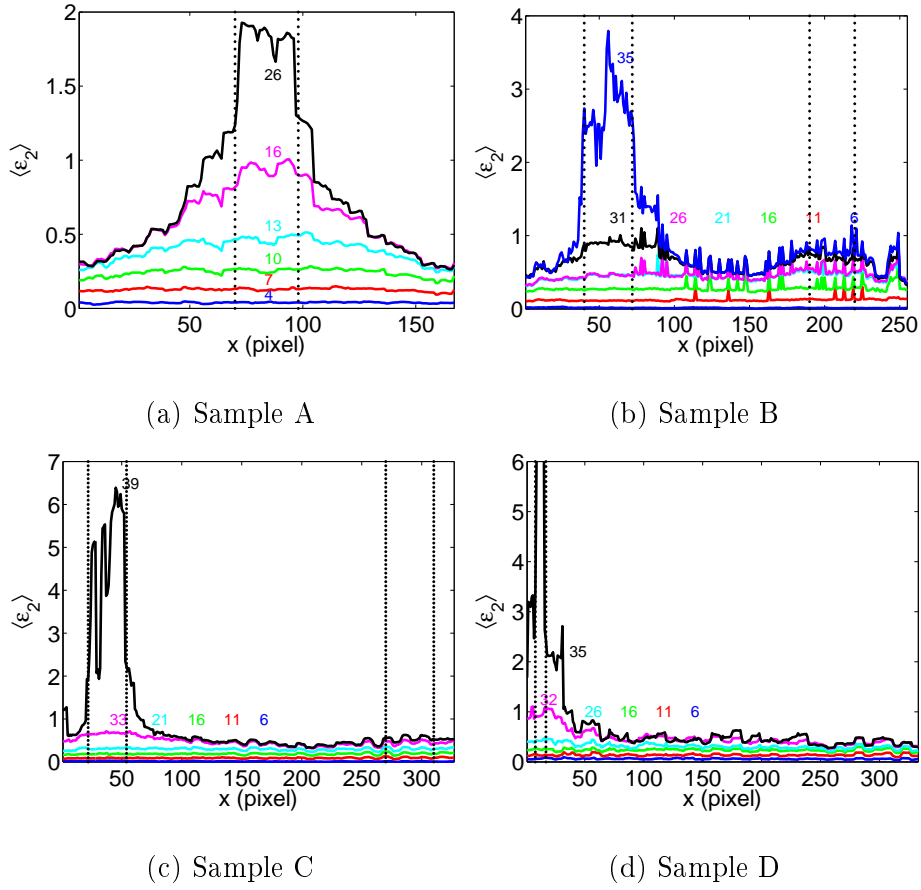 2
1.5
1
0.5
0
⟨ε₂⟩
26
16
13
10
7
4
50 100 150
x (pixel)
(a) Sample A
4
3
2
1
0
⟨ε₂⟩
35
31 26 21 16 11 6
50 100 150 200 250
x (pixel)
(b) Sample B
7
6
5
4
3
2
1
0
⟨ε₂⟩
39
33 21 16 11 6
50 100 150 200 250 300
x (pixel)
(c) Sample C
6
5
4
3
2
1
0
⟨ε₂⟩
35
32
26 16 11 6
50 100 150 200 250 300
x (pixel)
(d) Sample D